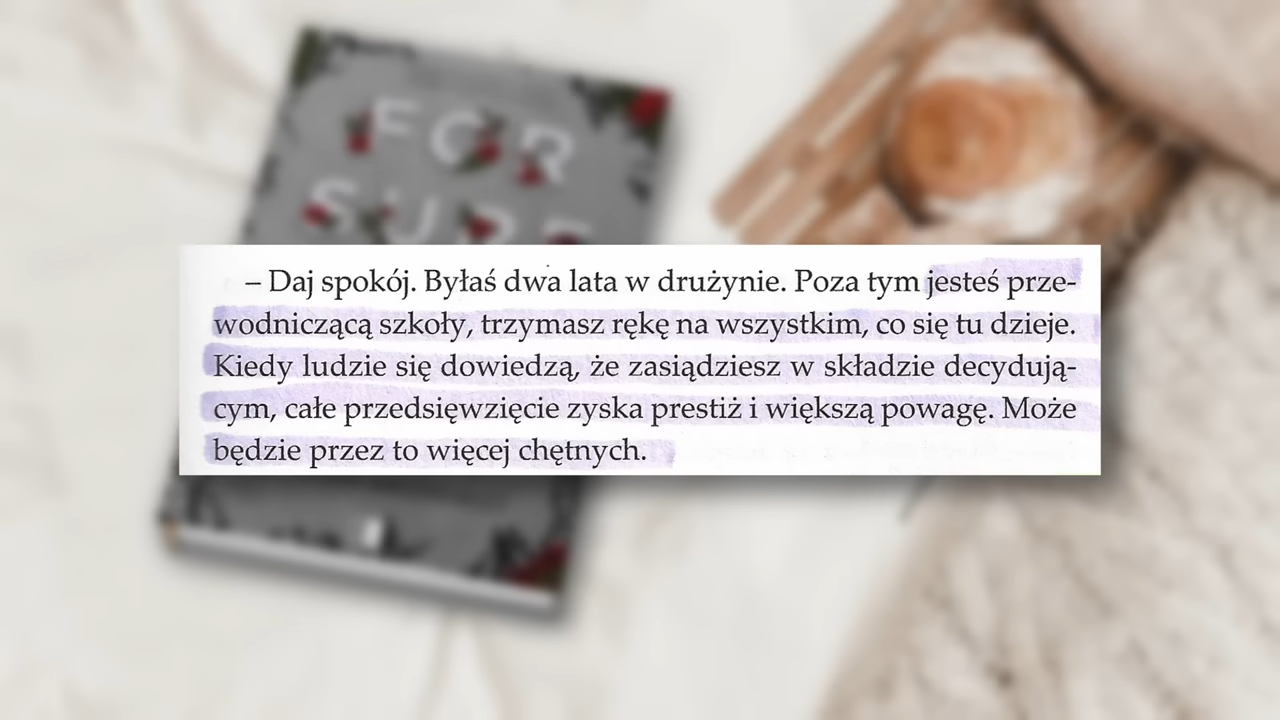 FOR
SURE
– Daj spokój. Byłaś dwa lata w drużynie. Poza tym jesteś prze-
wodniczącą szkoły, trzymasz rękę na wszystkim, co się tu dzieje.
Kiedy ludzie się dowiedzą, że zasiądziesz w składzie decydują-
cym, całe przedsięwzięcie zyska prestiż i większą powagę. Może
będzie przez to więcej chętnych.